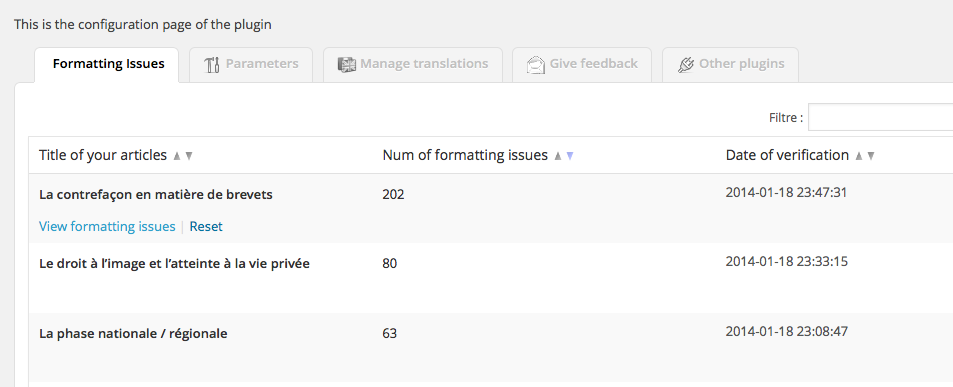 This is the configuration page of the plugin
Formatting Issues Parameters Manage translations Give feedback Other plugins
Filtre :
Title of your articles Num of formatting issues Date of verification
La contrefaçon en matière de brevets 202 2014-01-18 23:47:31
View formatting issues | Reset
Le droit à l’image et l’atteinte à la vie privée 80 2014-01-18 23:33:15
La phase nationale / régionale 63 2014-01-18 23:08:47